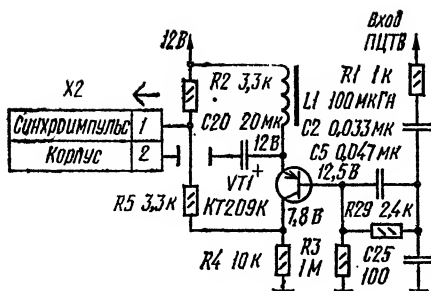 12В
Вход
ПЦТВ
X2
R2 3,3к
R1 1к
L1 100мкГн
C20 20мк
C2 0,033мк
Синхроимпульс 1
Корпус 2
12В
C5 0,047мк
VT1
+
12,5В
R5 3,3к
КТ209К
R29 2,4к
7,8В
R4 10к
R3
1М
C25
100